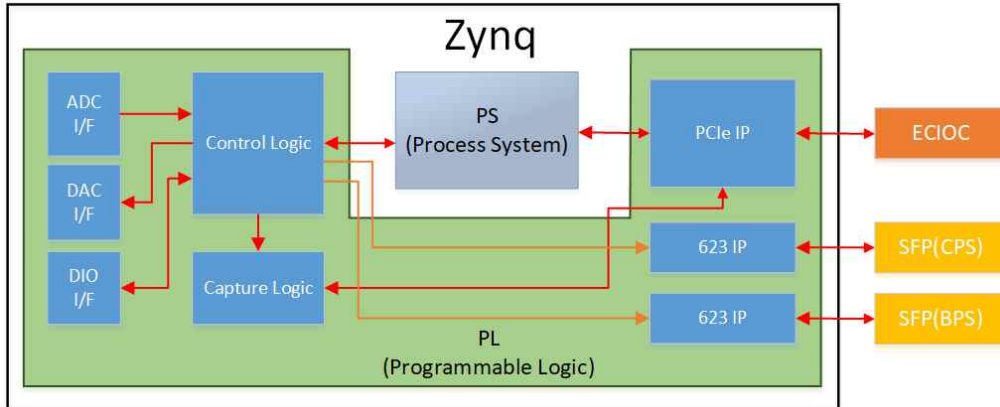 Zynq
ADC
I/F
DAC
I/F
DIO
I/F
Control Logic
Capture Logic
PS
(Process System)
PCIe IP
623 IP
623 IP
ECIOC
SFP(CPS)
SFP(BPS)
PL
(Programmable Logic)